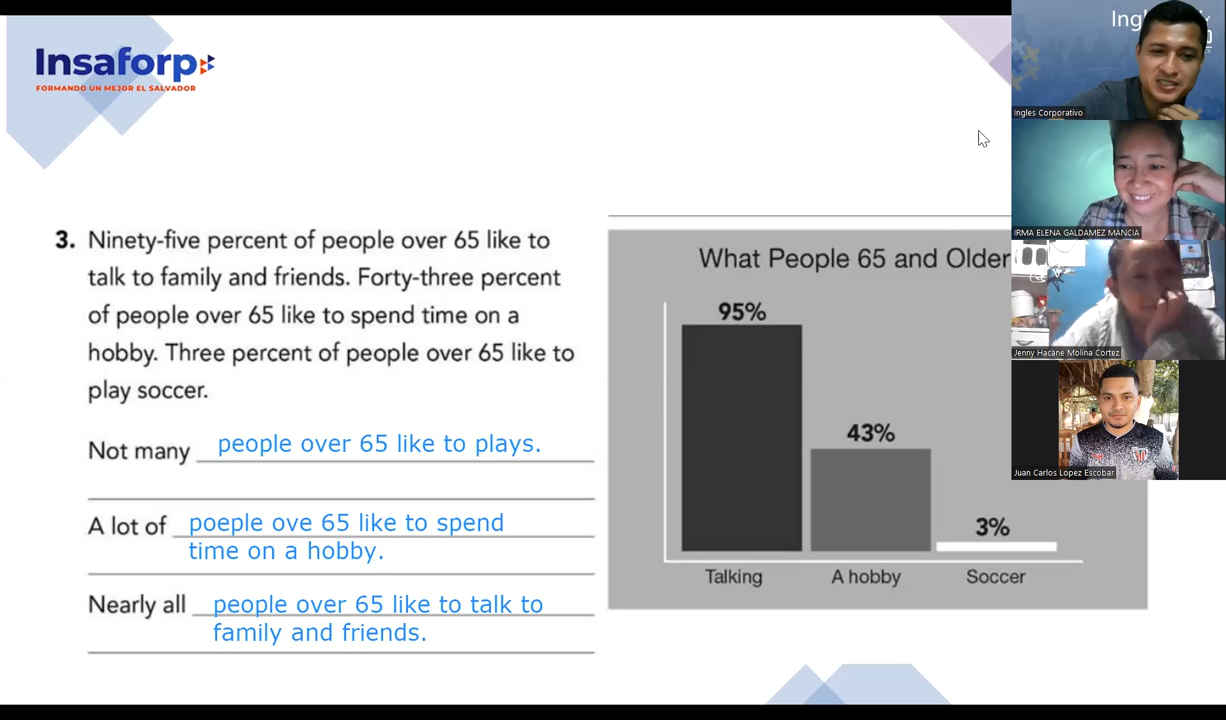 Insaforp
FORMANDO UN MEJOR EL SALVADOR
3. Ninety-five percent of people over 65 like to
talk to family and friends. Forty-three percent
of people over 65 like to spend time on a
hobby. Three percent of people over 65 like to
play soccer.
Not many people over 65 like to plays.
A lot of poeple ove 65 like to spend
time on a hobby.
Nearly all people over 65 like to talk to
family and friends.
What People 65 and Older
95%
43%
3%
Talking A hobby Soccer
Ingles Corporativo
IRMA ELENA GALDAMEZ MANCIA
Jenny Hacane Molina Cortez
Juan Carlos Lopez Escobar